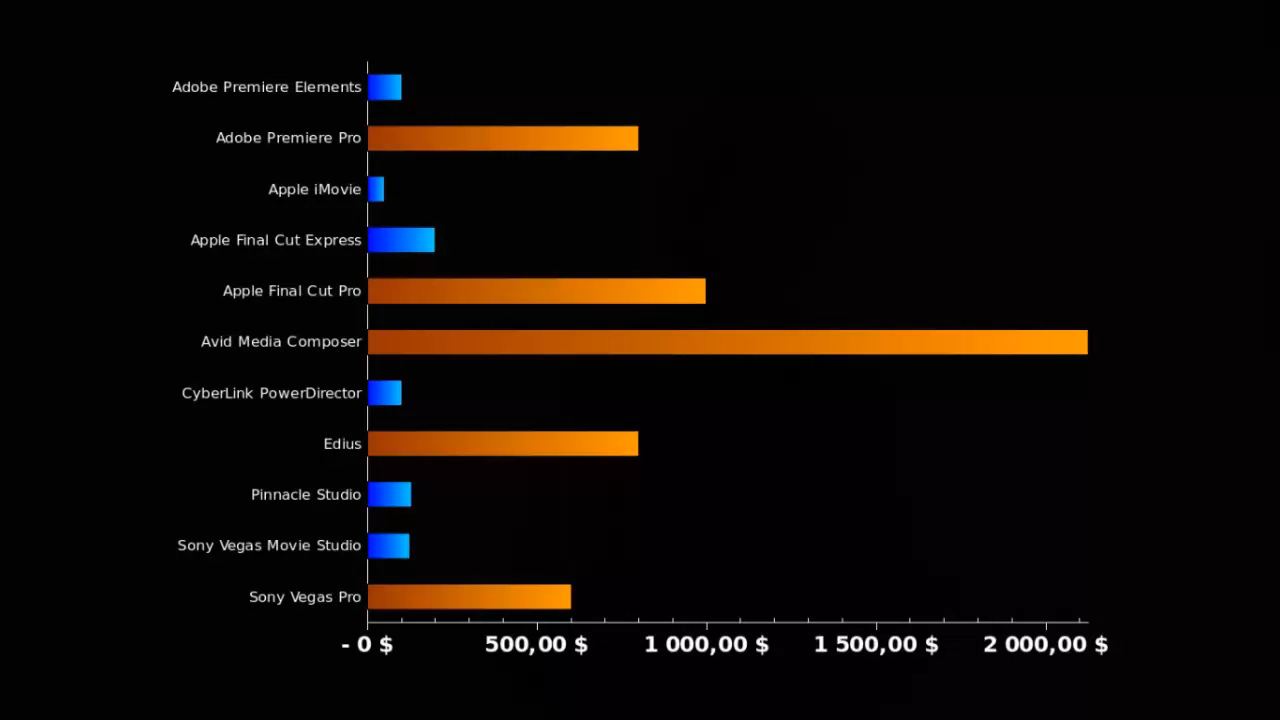 Adobe Premiere Elements
Adobe Premiere Pro
Apple iMovie
Apple Final Cut Express
Apple Final Cut Pro
Avid Media Composer
CyberLink PowerDirector
Edius
Pinnacle Studio
Sony Vegas Movie Studio
Sony Vegas Pro
- 0 $ 500,00 $ 1 000,00 $ 1 500,00 $ 2 000,00 $